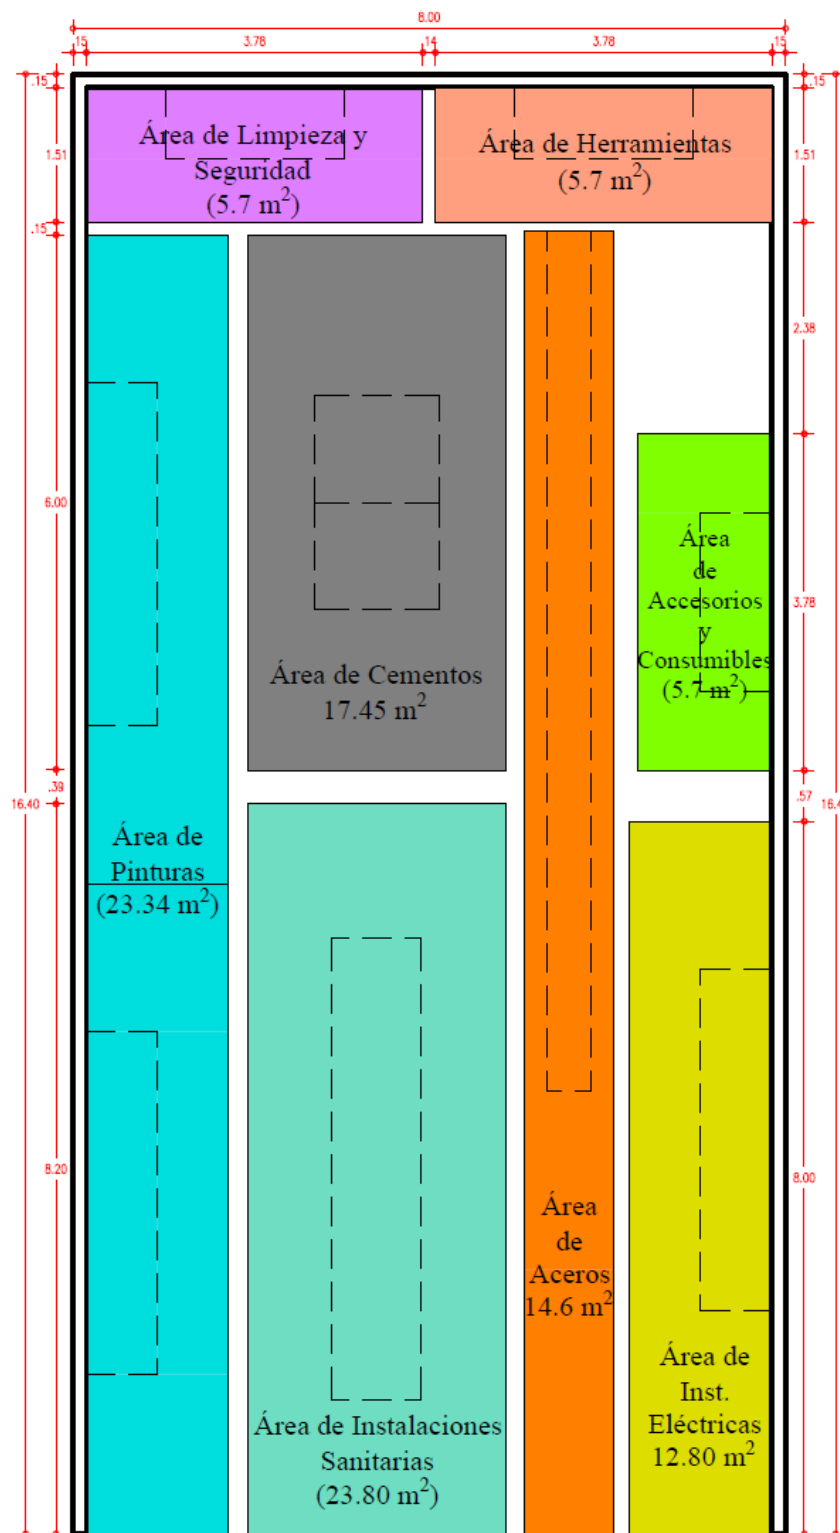 8.00
.15
3.78
.14
3.78
.15
.15
.15
1.51
1.51
Área de Limpieza y
Seguridad
(5.7 m²)
Área de Herramientas
(5.7 m²)
.15
2.38
6.00
Área
de
Accesorios
y
Consumibles
(5.7 m²)
3.78
Área de Cementos
17.45 m²
.39
.57
16.40
16.4
Área de
Pinturas
(23.34 m²)
8.20
8.00
Área
de
Aceros
14.6 m²
Área de
Inst.
Eléctricas
12.80 m²
Área de Instalaciones
Sanitarias
(23.80 m²)